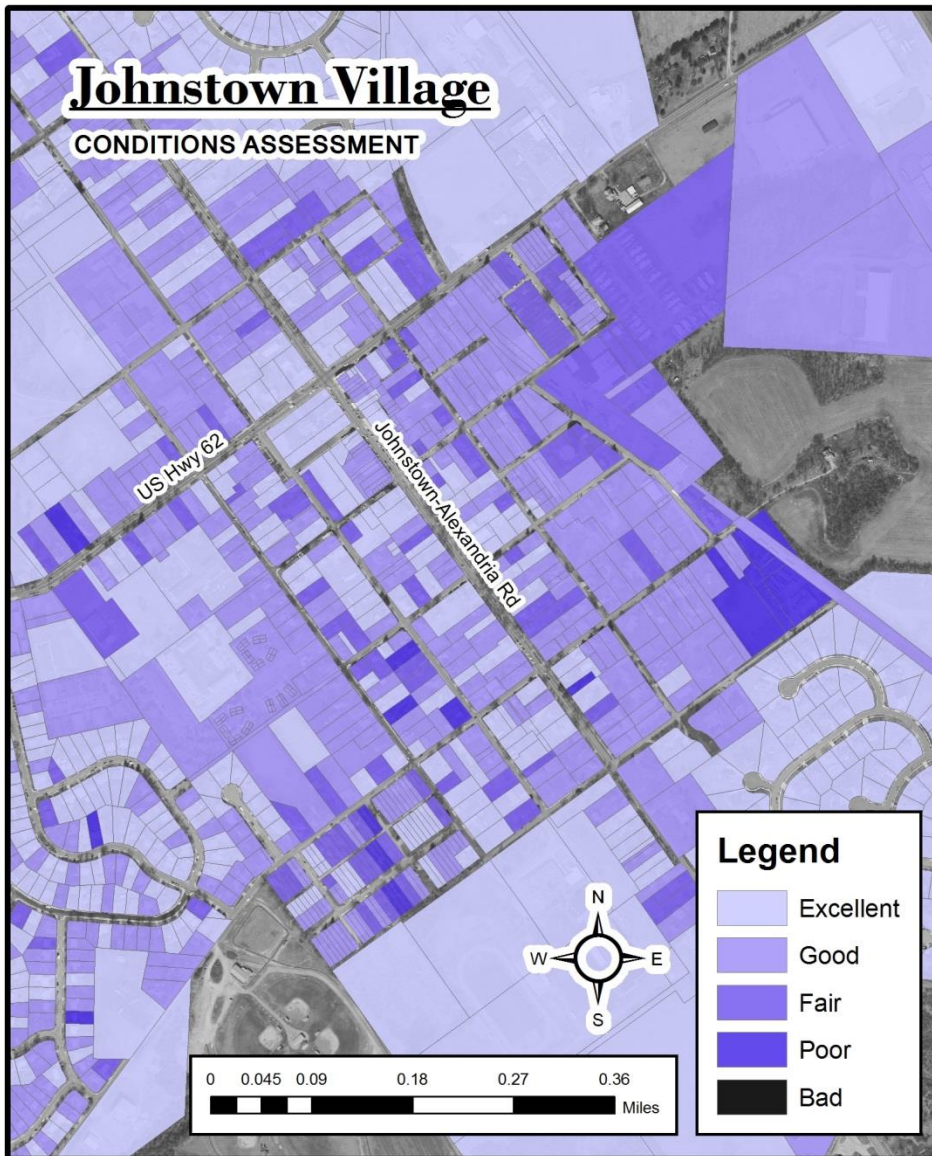 Johnstown Village
CONDITIONS ASSESSMENT
US Hwy 62
Johnstown-Alexandria Rd
N
W E
S
0 0.045 0.09 0.18 0.27 0.36
Miles
Legend
Excellent
Good
Fair
Poor
Bad